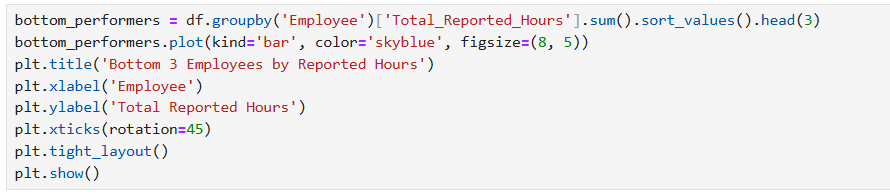 bottom_performers = df.groupby('Employee')['Total_Reported_Hours'].sum().sort_values().head(3)
bottom_performers.plot(kind='bar', color='skyblue', figsize=(8, 5))
plt.title('Bottom 3 Employees by Reported Hours')
plt.xlabel('Employee')
plt.ylabel('Total Reported Hours')
plt.xticks(rotation=45)
plt.tight_layout()
plt.show()